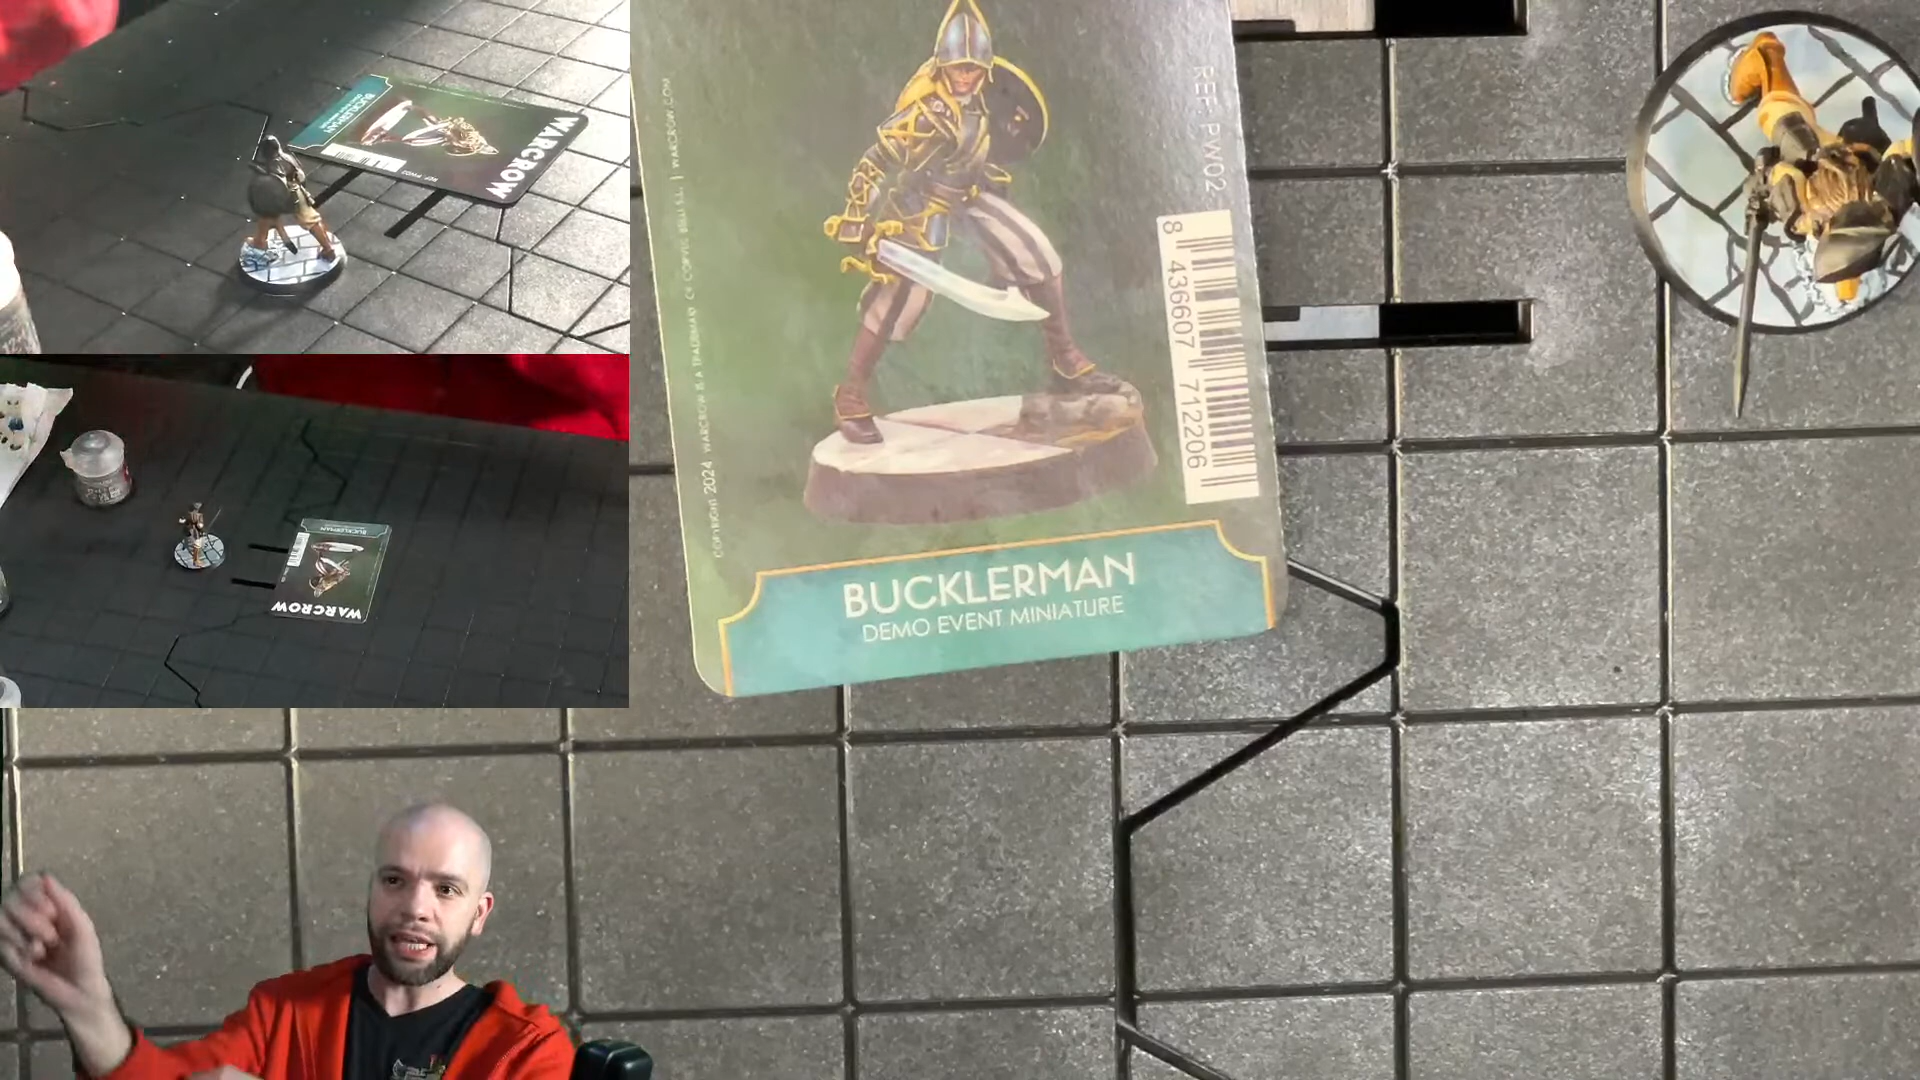 BUCKLERMAN
WARCROW
BUCKLERMAN
WARCROW
COPYRIGHT 2024 WARCROW IS A TRADEMARK OF CORVUS BELLI S.L.L. | WARCROW.COM
REF: PW02
8 436607 712206
BUCKLERMAN
DEMO EVENT MINIATURE